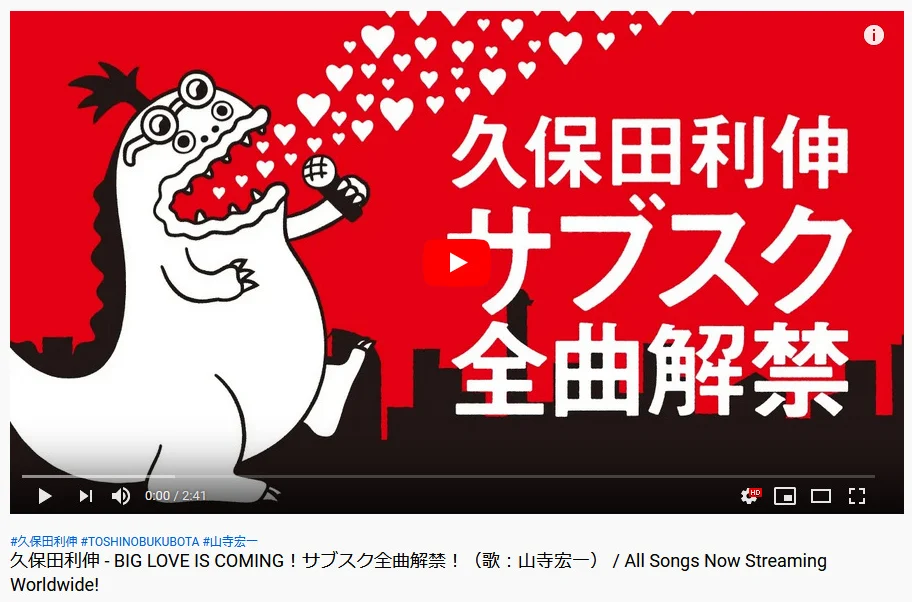 久保田利伸
サブスク
全曲解禁
0:00 / 2:41
HD
#久保田利伸 #TOSHINOBUKUBOTA #山寺宏一
久保田利伸 - BIG LOVE IS COMING！サブスク全曲解禁！（歌：山寺宏一） / All Songs Now Streaming
Worldwide!